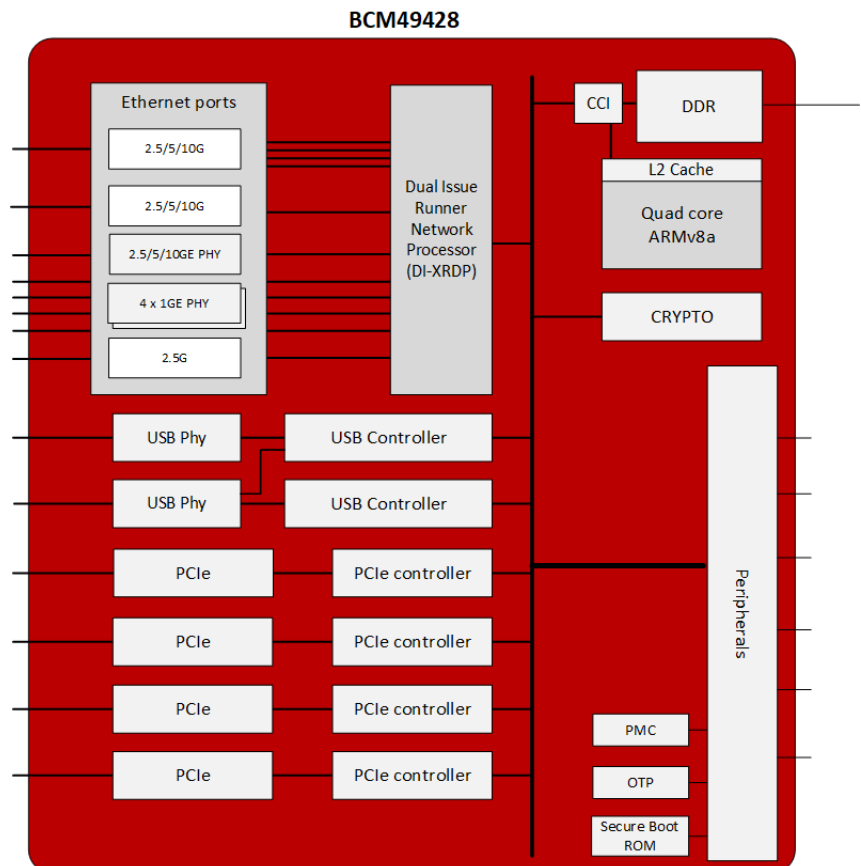 BCM49428
Ethernet ports
2.5/5/10G
2.5/5/10G
2.5/5/10GE PHY
4 x 1GE PHY
2.5G
Dual Issue
Runner
Network
Processor
(DI-XRDP)
CCI
DDR
L2 Cache
Quad core
ARMv8a
CRYPTO
USB Phy
USB Controller
USB Phy
USB Controller
PCIe
PCIe controller
PCIe
PCIe controller
PCIe
PCIe controller
PCIe
PCIe controller
Peripherals
PMC
OTP
Secure Boot
ROM